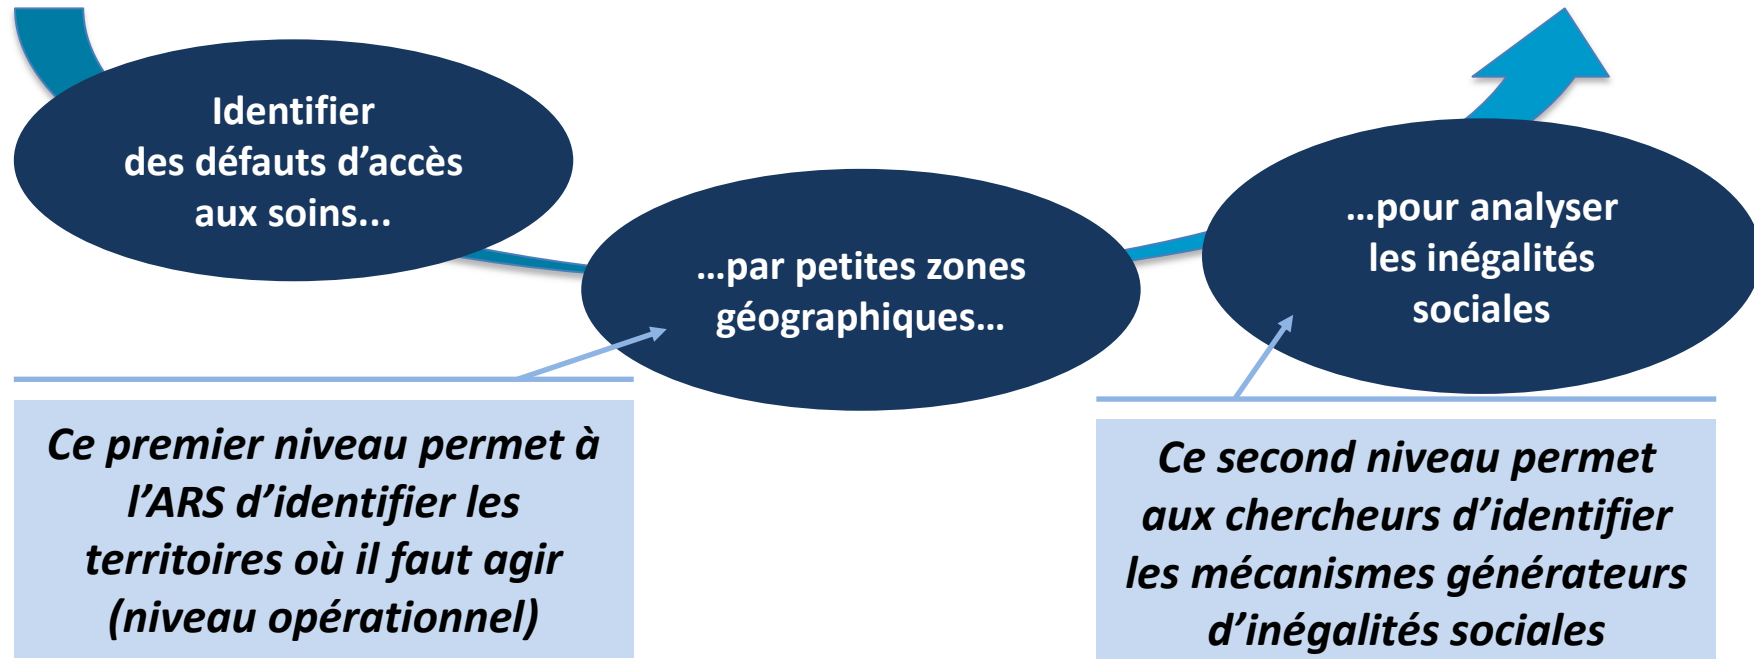 Identifier
des défauts d’accès
aux soins...
…par petites zones
géographiques…
…pour analyser
les inégalités
sociales
Ce premier niveau permet à
l’ARS d’identifier les
territoires où il faut agir
(niveau opérationnel)
Ce second niveau permet
aux chercheurs d’identifier
les mécanismes générateurs
d’inégalités sociales